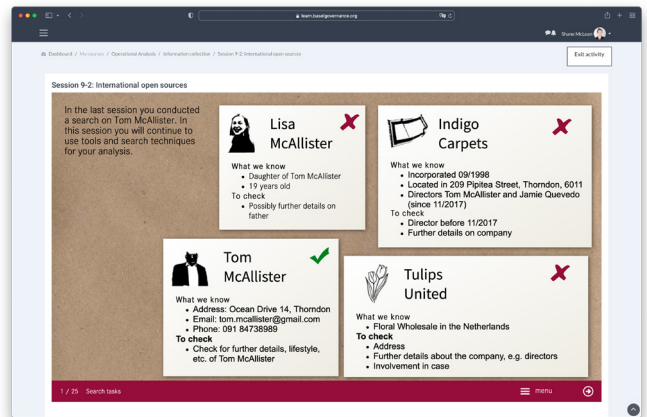 learn.baselgovernance.org
Shane McLean
Dashboard / My courses / Operational Analysis / Information collection / Session 9-2: International open sources
Exit activity
Session 9-2: International open sources
In the last session you conducted
a search on Tom McAllister. In
this session you will continue to
use tools and search techniques
for your analysis.
Lisa
McAllister
What we know
• Daughter of Tom McAllister
• 19 years old
To check
• Possibly further details on
father
Indigo
Carpets
What we know
• Incorporated 09/1998
• Located in 209 Pipitea Street, Thorndon, 6011
• Directors Tom McAllister and Jamie Quevedo
(since 11/2017)
To check
• Director before 11/2017
• Further details on company
Tom
McAllister
What we know
• Address: Ocean Drive 14, Thorndon
• Email: tom.mcallister@gmail.com
• Phone: 091 84738989
To check
• Check for further details, lifestyle,
etc. of Tom McAllister
Tulips
United
What we know
• Floral Wholesale in the Netherlands
To check
• Address
• Further details about the company, e.g. directors
• Involvement in case
1 / 25 Search tasks
menu